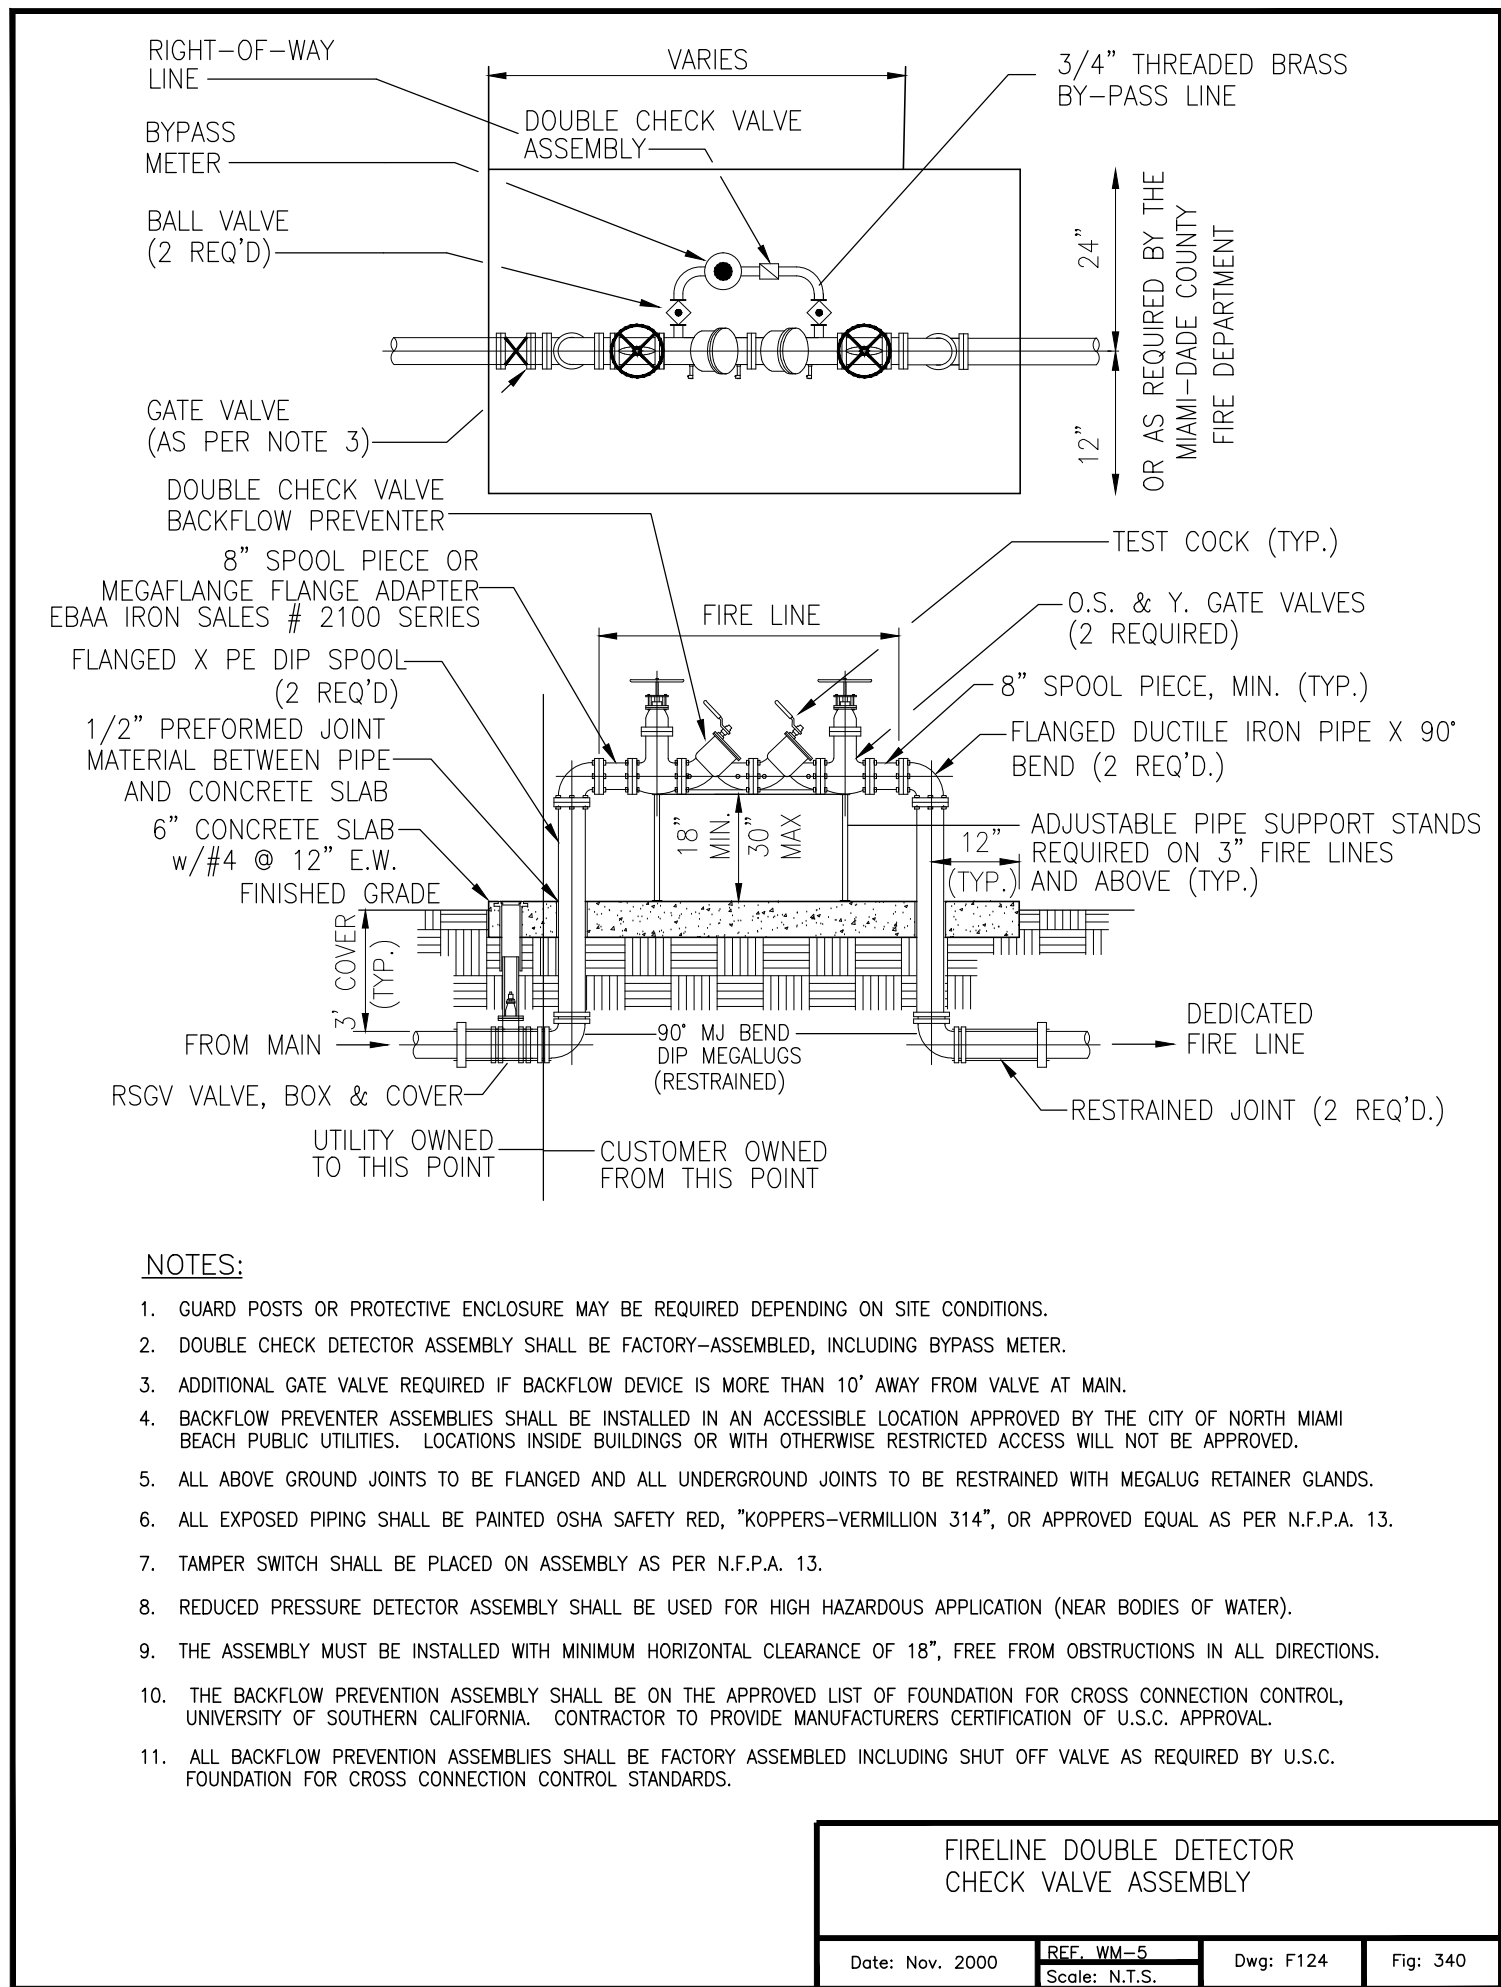 RIGHT-OF-WAY
LINE
VARIES
3/4" THREADED BRASS
BY-PASS LINE
BYPASS
METER
DOUBLE CHECK VALVE
ASSEMBLY
BALL VALVE
(2 REQ'D)
24"
12"
OR AS REQUIRED BY THE
MIAMI-DADE COUNTY
FIRE DEPARTMENT
GATE VALVE
(AS PER NOTE 3)
DOUBLE CHECK VALVE
BACKFLOW PREVENTER
8" SPOOL PIECE OR
MEGAFLANGE FLANGE ADAPTER
EBAA IRON SALES # 2100 SERIES
FLANGED X PE DIP SPOOL
(2 REQ'D)
1/2" PREFORMED JOINT
MATERIAL BETWEEN PIPE
AND CONCRETE SLAB
6" CONCRETE SLAB
w/#4 @ 12" E.W.
FINISHED GRADE
FIRE LINE
TEST COCK (TYP.)
O.S. & Y. GATE VALVES
(2 REQUIRED)
8" SPOOL PIECE, MIN. (TYP.)
FLANGED DUCTILE IRON PIPE X 90°
BEND (2 REQ'D.)
18"
MIN.
30"
MAX
12"
(TYP.)
ADJUSTABLE PIPE SUPPORT STANDS
REQUIRED ON 3" FIRE LINES
AND ABOVE (TYP.)
3' COVER
(TYP.)
FROM MAIN
90° MJ BEND
DIP MEGALUGS
(RESTRAINED)
DEDICATED
FIRE LINE
RSGV VALVE, BOX & COVER
RESTRAINED JOINT (2 REQ'D.)
UTILITY OWNED
TO THIS POINT
CUSTOMER OWNED
FROM THIS POINT
NOTES:
1. GUARD POSTS OR PROTECTIVE ENCLOSURE MAY BE REQUIRED DEPENDING ON SITE CONDITIONS.
2. DOUBLE CHECK DETECTOR ASSEMBLY SHALL BE FACTORY-ASSEMBLED, INCLUDING BYPASS METER.
3. ADDITIONAL GATE VALVE REQUIRED IF BACKFLOW DEVICE IS MORE THAN 10' AWAY FROM VALVE AT MAIN.
4. BACKFLOW PREVENTER ASSEMBLIES SHALL BE INSTALLED IN AN ACCESSIBLE LOCATION APPROVED BY THE CITY OF NORTH MIAMI
BEACH PUBLIC UTILITIES. LOCATIONS INSIDE BUILDINGS OR WITH OTHERWISE RESTRICTED ACCESS WILL NOT BE APPROVED.
5. ALL ABOVE GROUND JOINTS TO BE FLANGED AND ALL UNDERGROUND JOINTS TO BE RESTRAINED WITH MEGALUG RETAINER GLANDS.
6. ALL EXPOSED PIPING SHALL BE PAINTED OSHA SAFETY RED, "KOPPERS-VERMILLION 314", OR APPROVED EQUAL AS PER N.F.P.A. 13.
7. TAMPER SWITCH SHALL BE PLACED ON ASSEMBLY AS PER N.F.P.A. 13.
8. REDUCED PRESSURE DETECTOR ASSEMBLY SHALL BE USED FOR HIGH HAZARDOUS APPLICATION (NEAR BODIES OF WATER).
9. THE ASSEMBLY MUST BE INSTALLED WITH MINIMUM HORIZONTAL CLEARANCE OF 18", FREE FROM OBSTRUCTIONS IN ALL DIRECTIONS.
10. THE BACKFLOW PREVENTION ASSEMBLY SHALL BE ON THE APPROVED LIST OF FOUNDATION FOR CROSS CONNECTION CONTROL,
UNIVERSITY OF SOUTHERN CALIFORNIA. CONTRACTOR TO PROVIDE MANUFACTURERS CERTIFICATION OF U.S.C. APPROVAL.
11. ALL BACKFLOW PREVENTION ASSEMBLIES SHALL BE FACTORY ASSEMBLED INCLUDING SHUT OFF VALVE AS REQUIRED BY U.S.C.
FOUNDATION FOR CROSS CONNECTION CONTROL STANDARDS.
FIRELINE DOUBLE DETECTOR
CHECK VALVE ASSEMBLY
Date: Nov. 2000
REF. WM-5
Scale: N.T.S.
Dwg: F124
Fig: 340